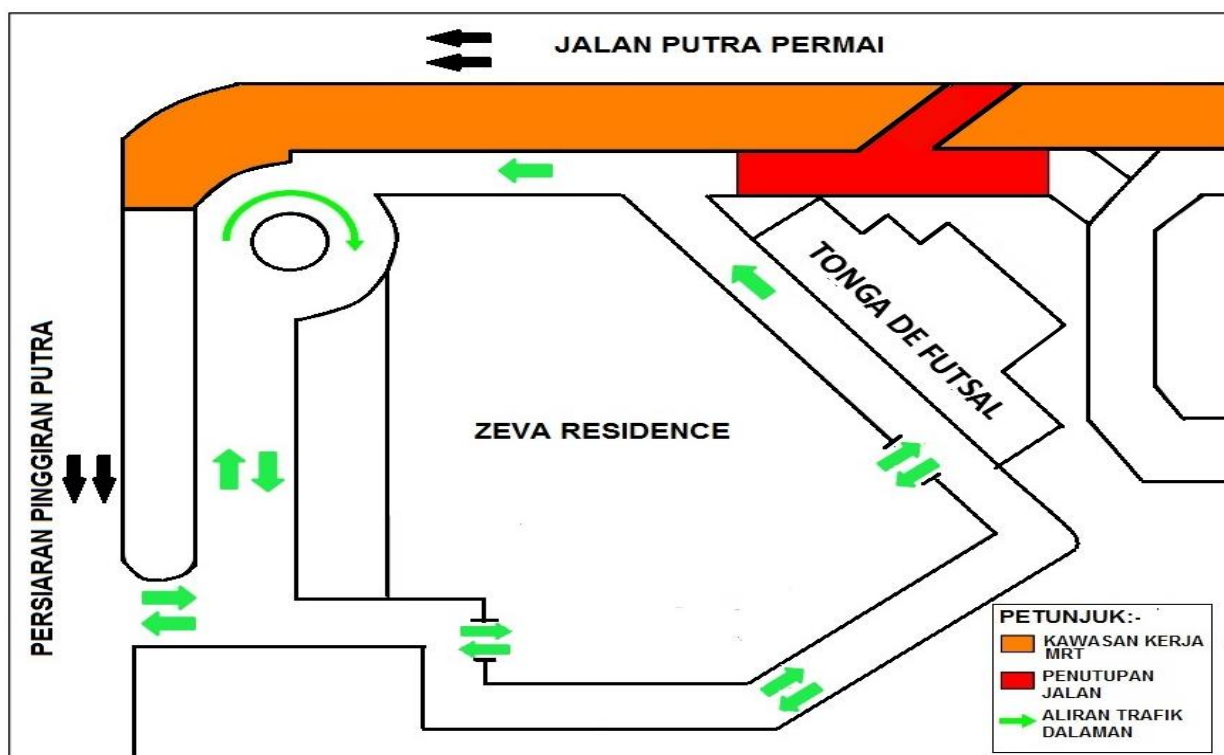 JALAN PUTRA PERMAI
TONGA DE FUTSAL
ZEVA RESIDENCE
PERSIARAN PINGGIRAN PUTRA
PETUNJUK:-
KAWASAN KERJA
MRT
PENUTUPAN
JALAN
ALIRAN TRAFIK
DALAMAN